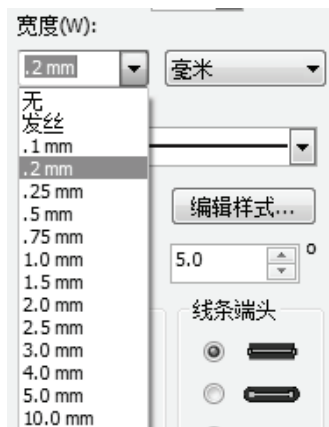 宽度(W):
.2 mm 毫米
无
发丝
.1 mm
.2 mm
.25 mm
.5 mm 编辑样式...
.75 mm
1.0 mm 5.0 °
1.5 mm
2.0 mm 线条端头
2.5 mm
3.0 mm
4.0 mm
5.0 mm
10.0 mm